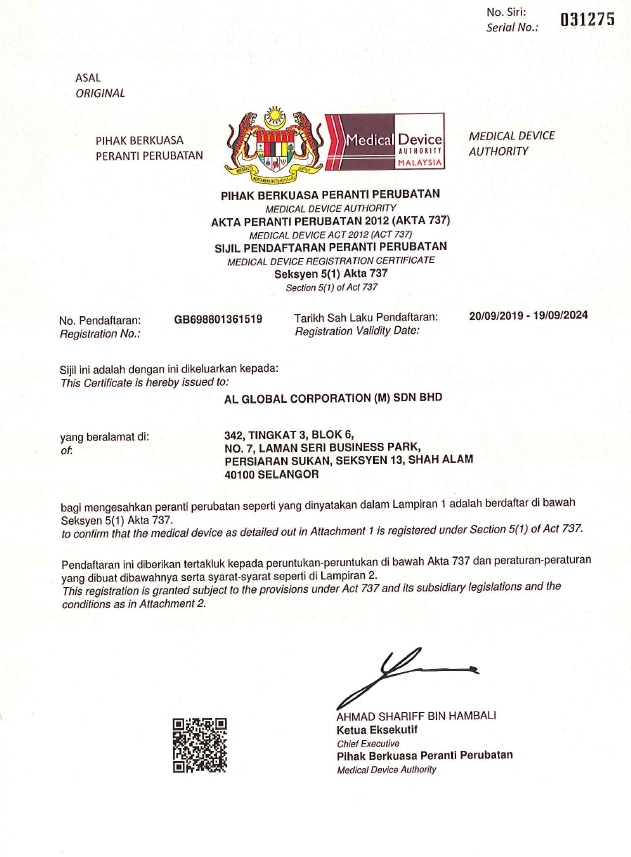 No. Siri:
Serial No.: 031275
ASAL
ORIGINAL
PIHAK BERKUASA
PERANTI PERUBATAN
Medical Device
AUTHORITY
MALAYSIA
MEDICAL DEVICE
AUTHORITY
PIHAK BERKUASA PERANTI PERUBATAN
MEDICAL DEVICE AUTHORITY
AKTA PERANTI PERUBATAN 2012 (AKTA 737)
MEDICAL DEVICE ACT 2012 (ACT 737)
SIJIL PENDAFTARAN PERANTI PERUBATAN
MEDICAL DEVICE REGISTRATION CERTIFICATE
Seksyen 5(1) Akta 737
Section 5(1) of Act 737
No. Pendaftaran: GB698801361519 Tarikh Sah Laku Pendaftaran: 20/09/2019 - 19/09/2024
Registration No.: Registration Validity Date:
Sijil ini adalah dengan ini dikeluarkan kepada:
This Certificate is hereby issued to:
AL GLOBAL CORPORATION (M) SDN BHD
yang beralamat di: 342, TINGKAT 3, BLOK 6,
of: NO. 7, LAMAN SERI BUSINESS PARK,
PERSIARAN SUKAN, SEKSYEN 13, SHAH ALAM
40100 SELANGOR
bagi mengesahkan peranti perubatan seperti yang dinyatakan dalam Lampiran 1 adalah berdaftar di bawah
Seksyen 5(1) Akta 737.
to confirm that the medical device as detailed out in Attachment 1 is registered under Section 5(1) of Act 737.
Pendaftaran ini diberikan tertakluk kepada peruntukan-peruntukan di bawah Akta 737 dan peraturan-peraturan
yang dibuat dibawahnya serta syarat-syarat seperti di Lampiran 2.
This registration is granted subject to the provisions under Act 737 and its subsidiary legislations and the
conditions as in Attachment 2.
AHMAD SHARIFF BIN HAMBALI
Ketua Eksekutif
Chief Executive
Pihak Berkuasa Peranti Perubatan
Medical Device Authority